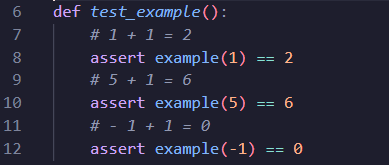 6 def test_example():
7 # 1 + 1 = 2
8 assert example(1) == 2
9 # 5 + 1 = 6
10 assert example(5) == 6
11 # - 1 + 1 = 0
12 assert example(-1) == 0